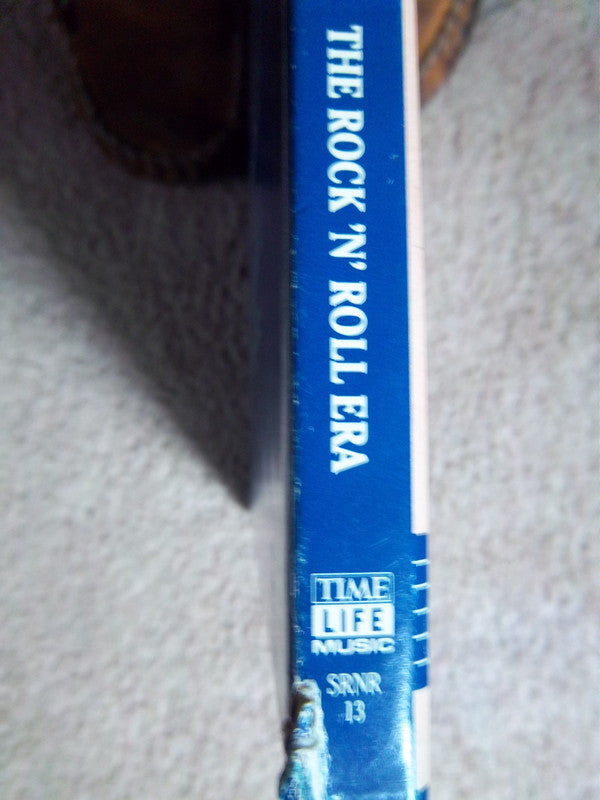 THE ROCK 'N' ROLL ERA
TIME
LIFE
MUSIC
SRNR
13